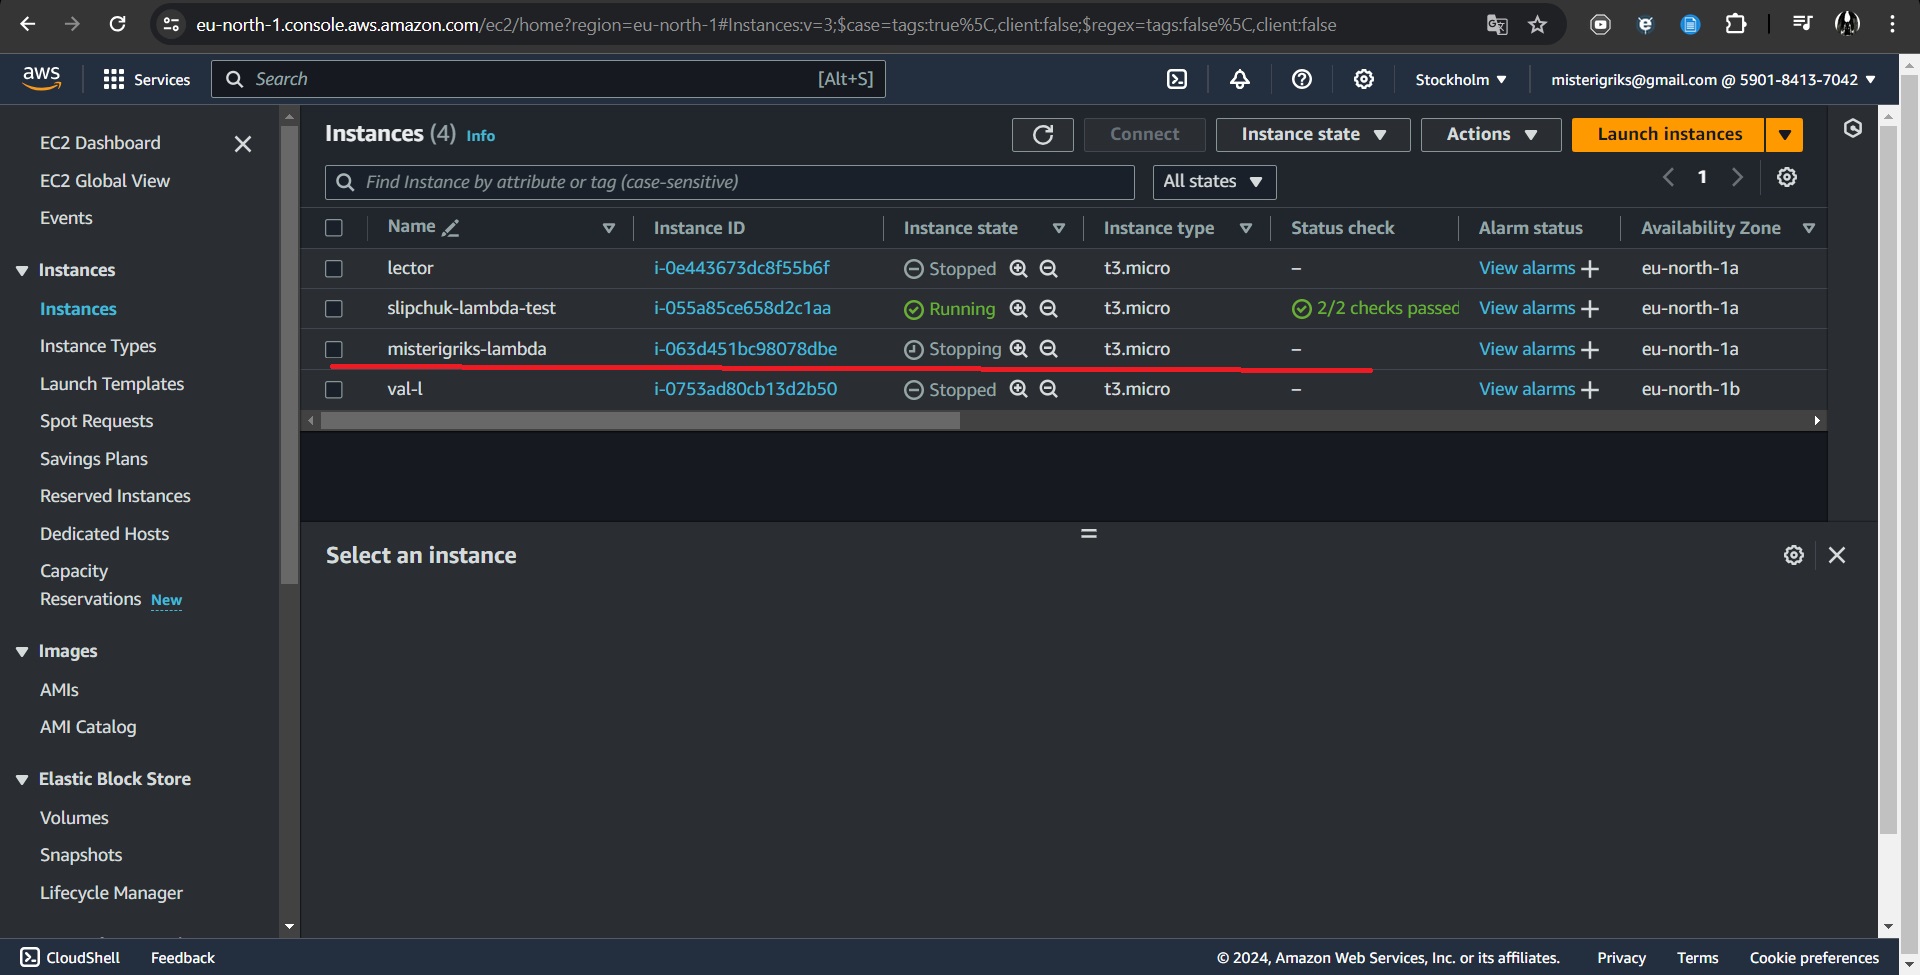 eu-north-1.console.aws.amazon.com/ec2/home?region=eu-north-1#Instances:v=3;$case=tags:true%5C,client:false;$regex=tags:false%5C,client:false
aws Services Search [Alt+S] Stockholm misterigriks@gmail.com @ 5901-8413-7042
EC2 Dashboard
EC2 Global View
Events
Instances
Instances
Instance Types
Launch Templates
Spot Requests
Savings Plans
Reserved Instances
Dedicated Hosts
Capacity
Reservations New
Images
AMIs
AMI Catalog
Elastic Block Store
Volumes
Snapshots
Lifecycle Manager
Instances (4) Info Connect Instance state Actions Launch instances
Find Instance by attribute or tag (case-sensitive) All states 1
Name Instance ID Instance state Instance type Status check Alarm status Availability Zone
lector i-0e443673dc8f55b6f Stopped t3.micro – View alarms + eu-north-1a
slipchuk-lambda-test i-055a85ce658d2c1aa Running t3.micro 2/2 checks passed View alarms + eu-north-1a
misterigriks-lambda i-063d451bc98078dbe Stopping t3.micro – View alarms + eu-north-1a
val-l i-0753ad80cb13d2b50 Stopped t3.micro – View alarms + eu-north-1b
Select an instance
CloudShell Feedback © 2024, Amazon Web Services, Inc. or its affiliates. Privacy Terms Cookie preferences